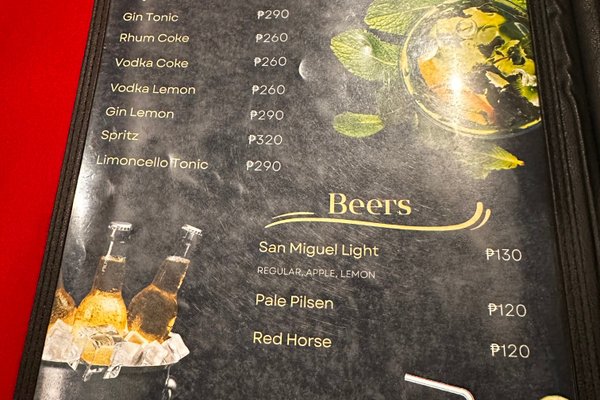 Gin Tonic ₱290
Rhum Coke ₱260
Vodka Coke ₱260
Vodka Lemon ₱260
Gin Lemon ₱290
Spritz ₱320
Limoncello Tonic ₱290
Beers
San Miguel Light ₱130
REGULAR, APPLE, LEMON
Pale Pilsen ₱120
Red Horse ₱120